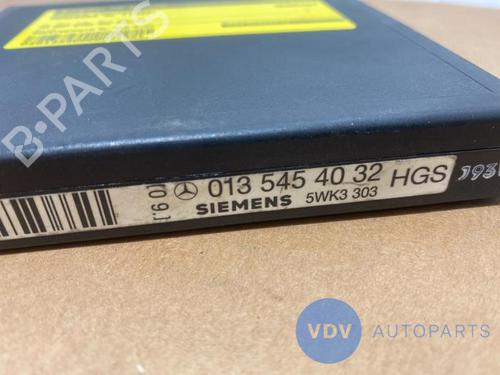 B-PARTS
013 545 40 32 HGS
SIEMENS 5WK3 303
VDV AUTOPARTS